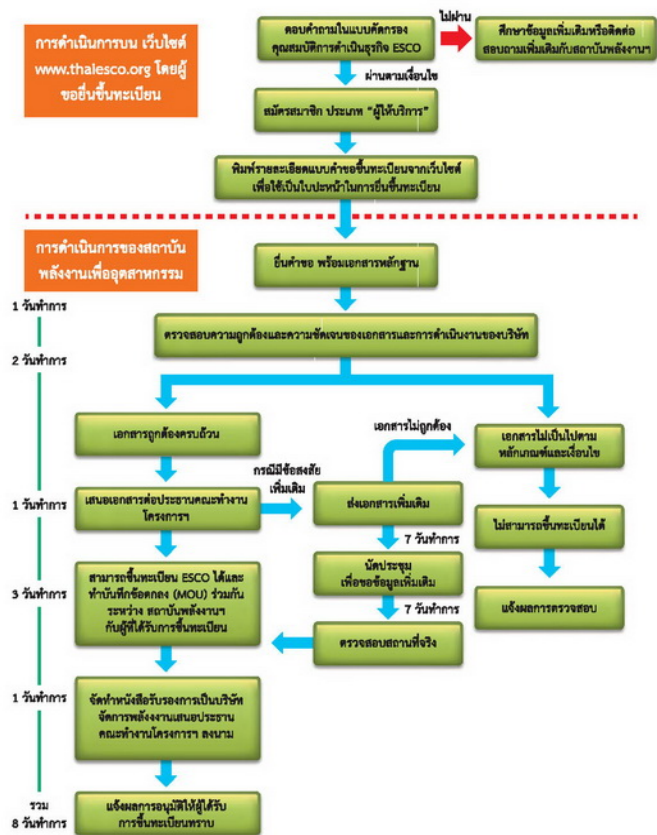 การดำเนินการบน เว็บไซต์
www.thaiesco.org โดยผู้
ขอยื่นขึ้นทะเบียน
ตอบคำถามในแบบคัดกรอง
คุณสมบัติการดำเนินธุรกิจ ESCO
ไม่ผ่าน
ศึกษาข้อมูลเพิ่มเติมหรือติดต่อ
สอบถามเพิ่มเติมกับสถาบันพลังงานฯ
ผ่านตามเงื่อนไข
สมัครสมาชิก ประเภท "ผู้ให้บริการ"
พิมพ์รายละเอียดแบบคำขอขึ้นทะเบียนจากเว็บไซต์
เพื่อใช้เป็นใบปะหน้าในการยื่นขึ้นทะเบียน
การดำเนินการของสถาบัน
พลังงานเพื่ออุตสาหกรรม
ยื่นคำขอ พร้อมเอกสารหลักฐาน
1 วันทำการ
ตรวจสอบความถูกต้องและความชัดเจนของเอกสารและการดำเนินงานของบริษัท
2 วันทำการ
เอกสารถูกต้องครบถ้วน
เอกสารไม่ถูกต้อง
เอกสารไม่เป็นไปตาม
หลักเกณฑ์และเงื่อนไข
กรณีมีข้อสงสัย
เพิ่มเติม
1 วันทำการ
เสนอเอกสารต่อประธานคณะทำงาน
โครงการฯ
ส่งเอกสารเพิ่มเติม
ไม่สามารถขึ้นทะเบียนได้
7 วันทำการ
3 วันทำการ
สามารถขึ้นทะเบียน ESCO ได้และ
ทำบันทึกข้อตกลง (MOU) ร่วมกัน
ระหว่าง สถาบันพลังงานฯ
กับผู้ที่ได้รับการขึ้นทะเบียน
นัดประชุม
เพื่อขอข้อมูลเพิ่มเติม
แจ้งผลการตรวจสอบ
7 วันทำการ
ตรวจสอบสถานที่จริง
1 วันทำการ
จัดทำหนังสือรับรองการเป็นบริษัท
จัดการพลังงงานเสนอประธาน
คณะทำงานโครงการฯ ลงนาม
รวม
8 วันทำการ
แจ้งผลการอนุมัติให้ผู้ได้รับ
การขึ้นทะเบียนทราบ